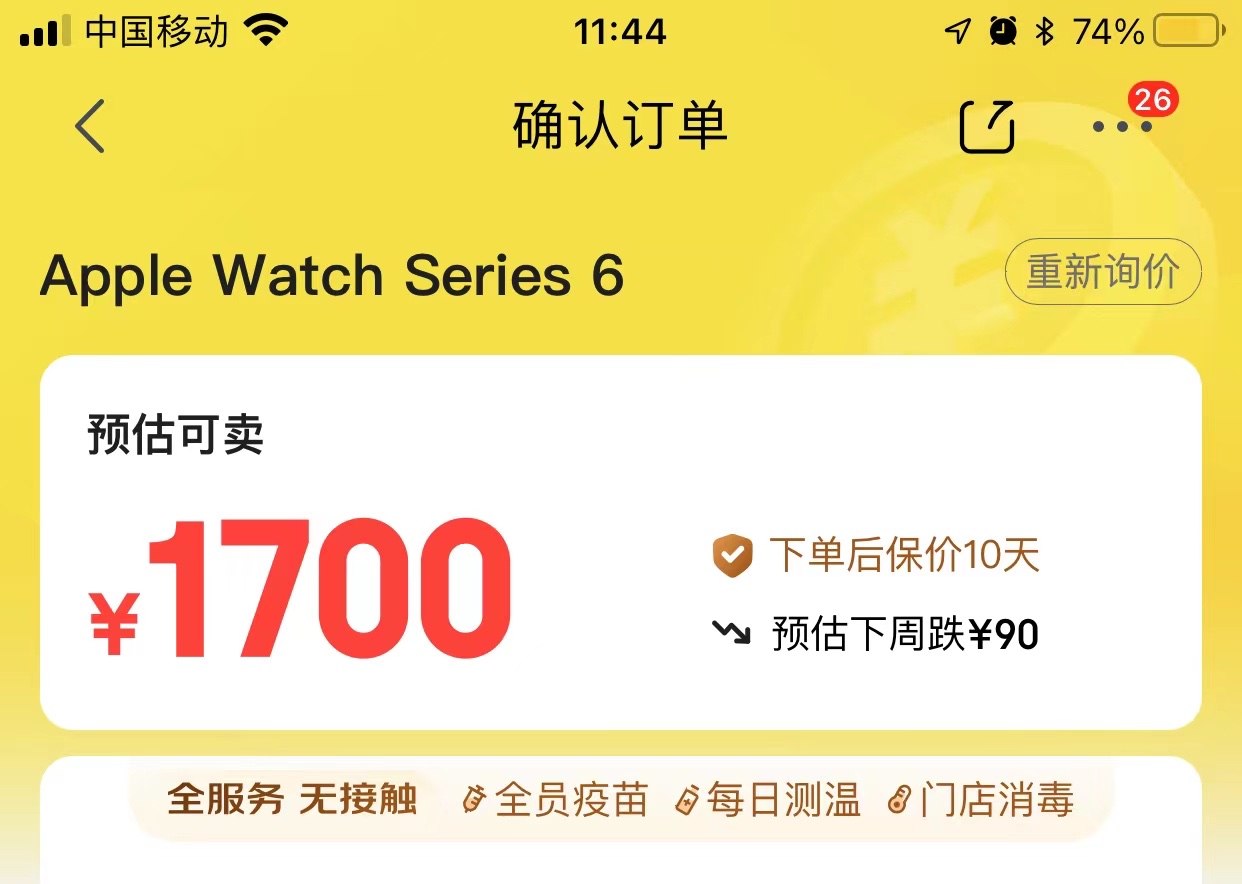 中国移动 11:44 74%
确认订单 26
Apple Watch Series 6 重新询价
预估可卖
¥1700
下单后保价10天
预估下周跌¥90
全服务 无接触 全员疫苗 每日测温 门店消毒